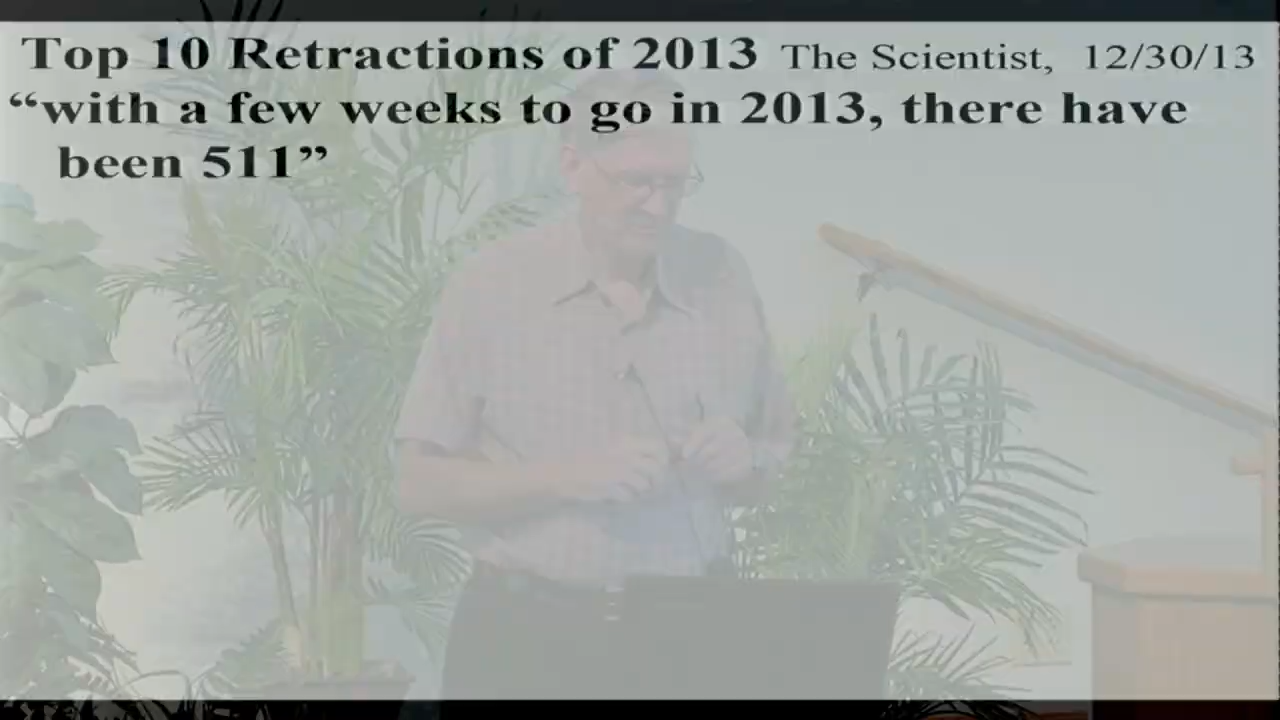 Top 10 Retractions of 2013 The Scientist, 12/30/13
“with a few weeks to go in 2013, there have
been 511”